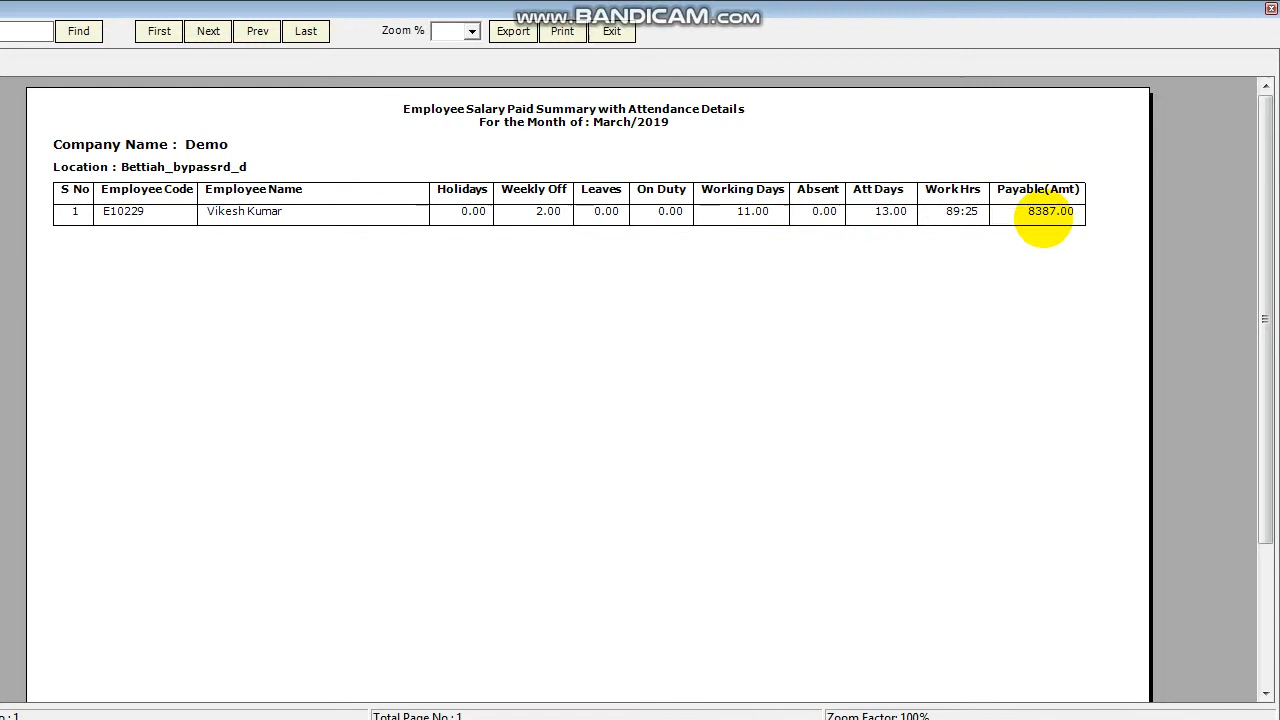 www.BANDICAM.com
Find First Next Prev Last Zoom % Export Print Exit
Employee Salary Paid Summary with Attendance Details
For the Month of : March/2019
Company Name : Demo
Location : Bettiah_bypassrd_d
S No Employee Code Employee Name Holidays Weekly Off Leaves On Duty Working Days Absent Att Days Work Hrs Payable(Amt)
1 E10229 Vikesh Kumar 0.00 2.00 0.00 0.00 11.00 0.00 13.00 89:25 8387.00
o : 1 Total Page No : 1 Zoom Factor: 100%